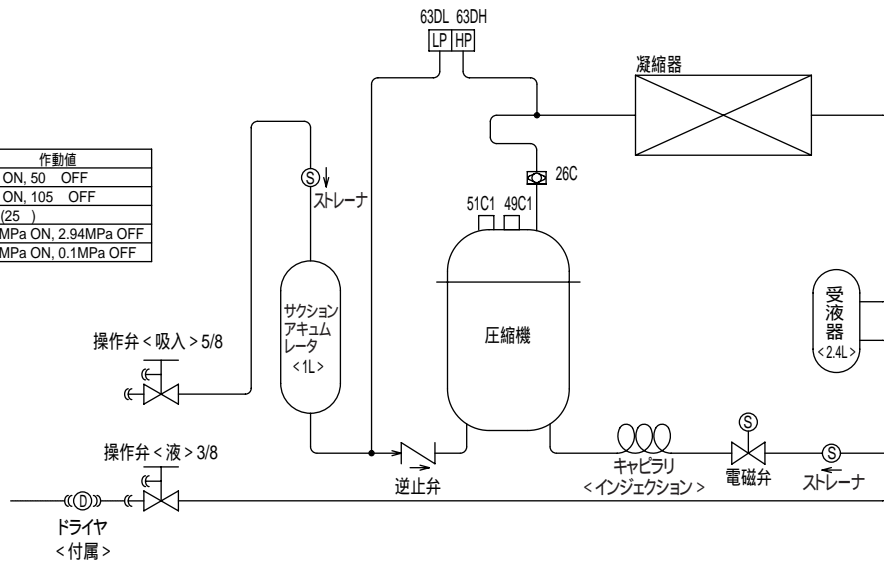 63DL 63DH
LP HP
凝縮器
作動値
ON, 50 OFF
ON, 105 OFF
(25 )
MPa ON, 2.94MPa OFF
MPa ON, 0.1MPa OFF
S
ストレーナ
26C
51C1 49C1
サクション
アキュム
レータ
<1L>
圧縮機
受
液
器
<2.4L>
操作弁<吸入>5/8
操作弁<液>3/8
逆止弁
キャピラリ
<インジェクション>
S
電磁弁
S
ストレーナ
D
ドライヤ
<付属>